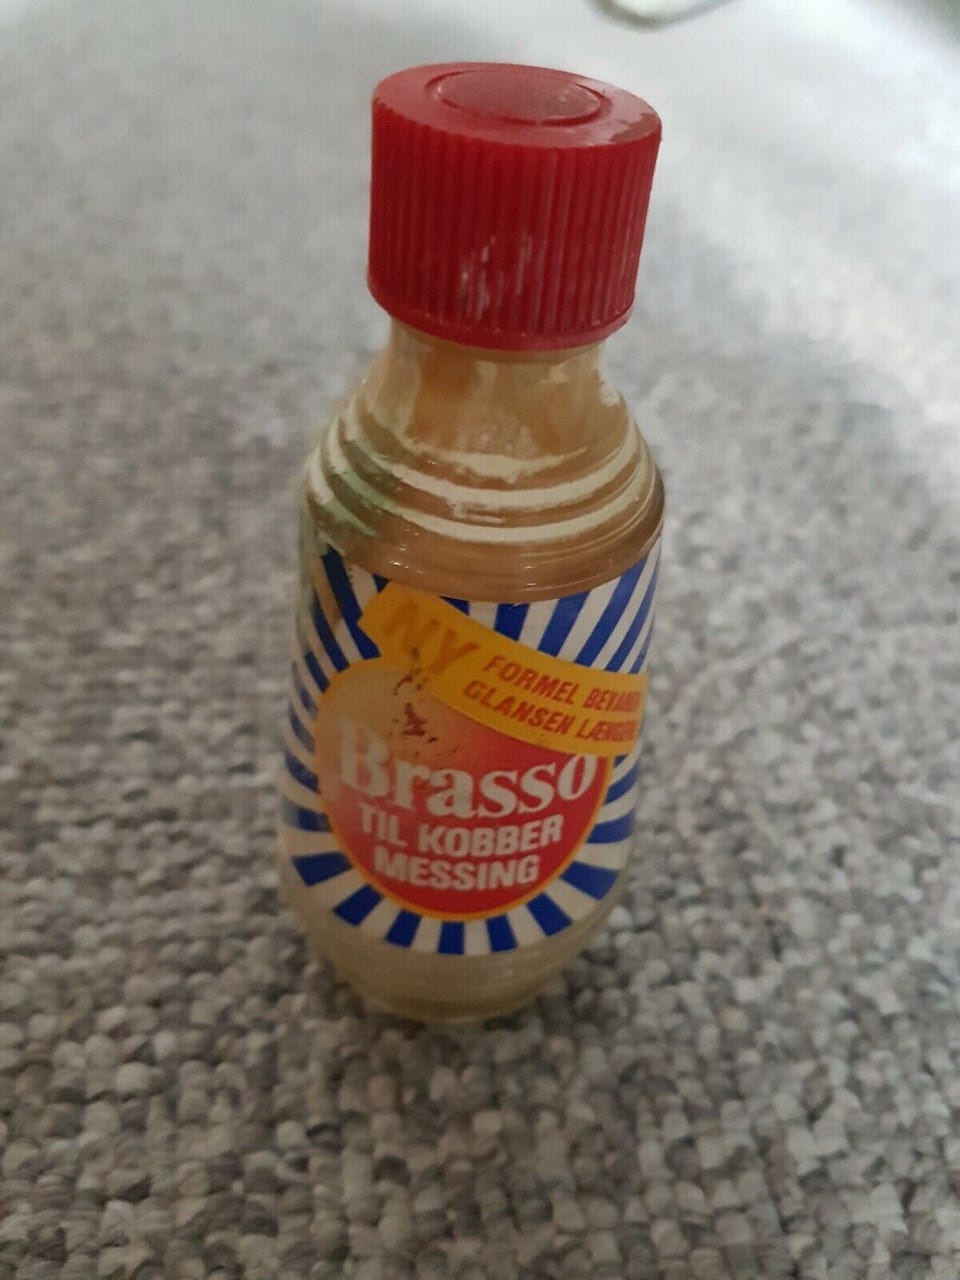 NY
FORMEL BEVARER
GLANSEN LÆNGERE
Brasso
TIL KOBBER
MESSING